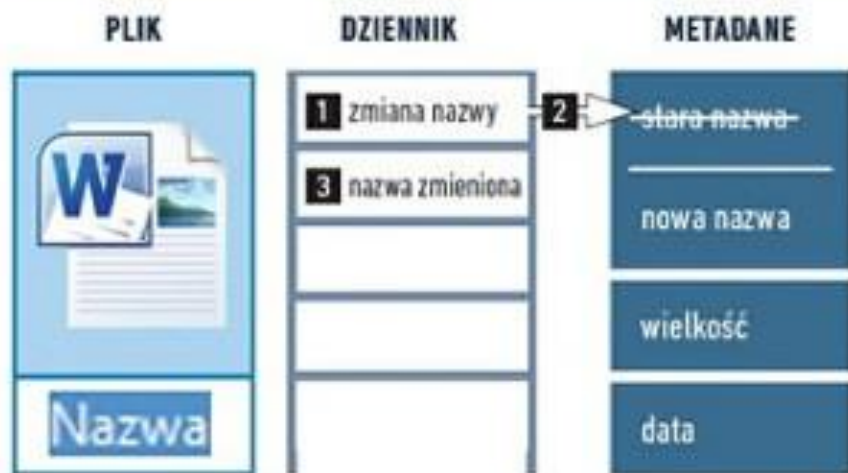 PLIK
DZIENNIK
METADANE
W
Nazwa
1 zmiana nazwy
3 nazwa zmieniona
2
stara nazwa
nowa nazwa
wielkość
data